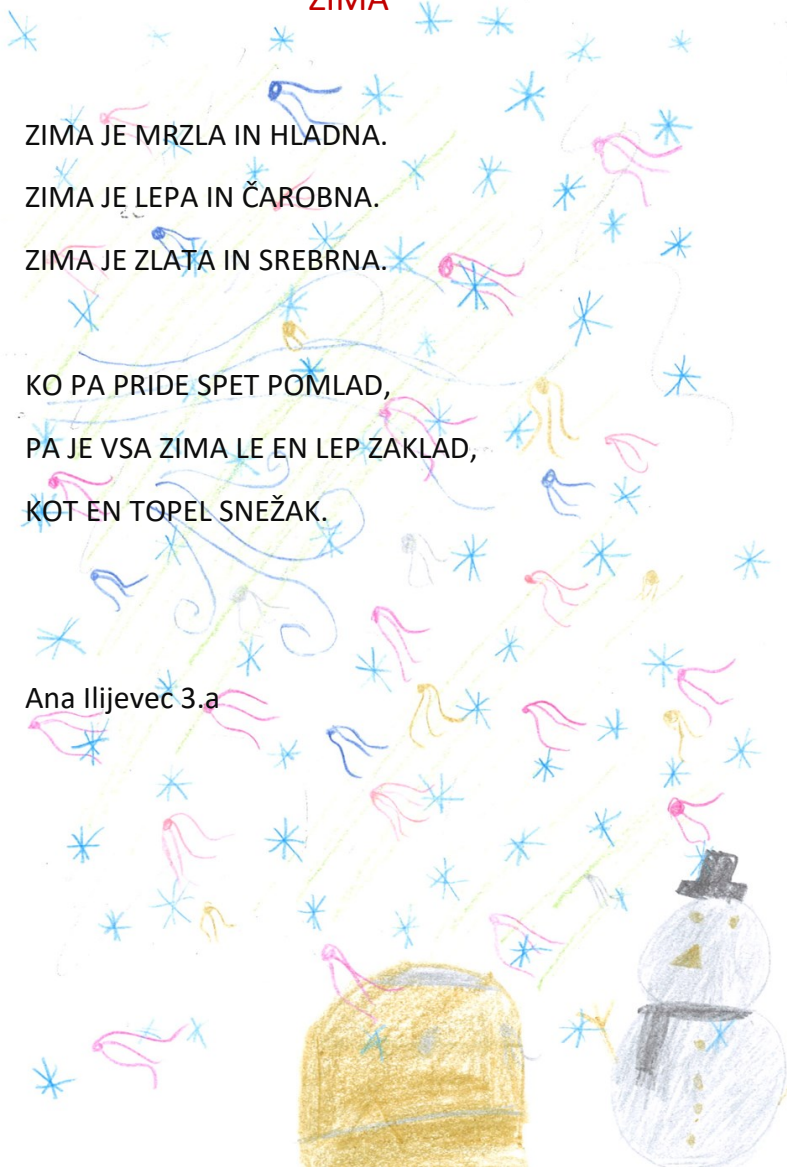 ZIMA
ZIMA JE MRZLA IN HLADNA.
ZIMA JE LEPA IN ČAROBNA.
ZIMA JE ZLATA IN SREBRNA.
KO PA PRIDE SPET POMLAD,
PA JE VSA ZIMA LE EN LEP ZAKLAD,
KOT EN TOPEL SNEŽAK.
Ana Ilijevec 3.a